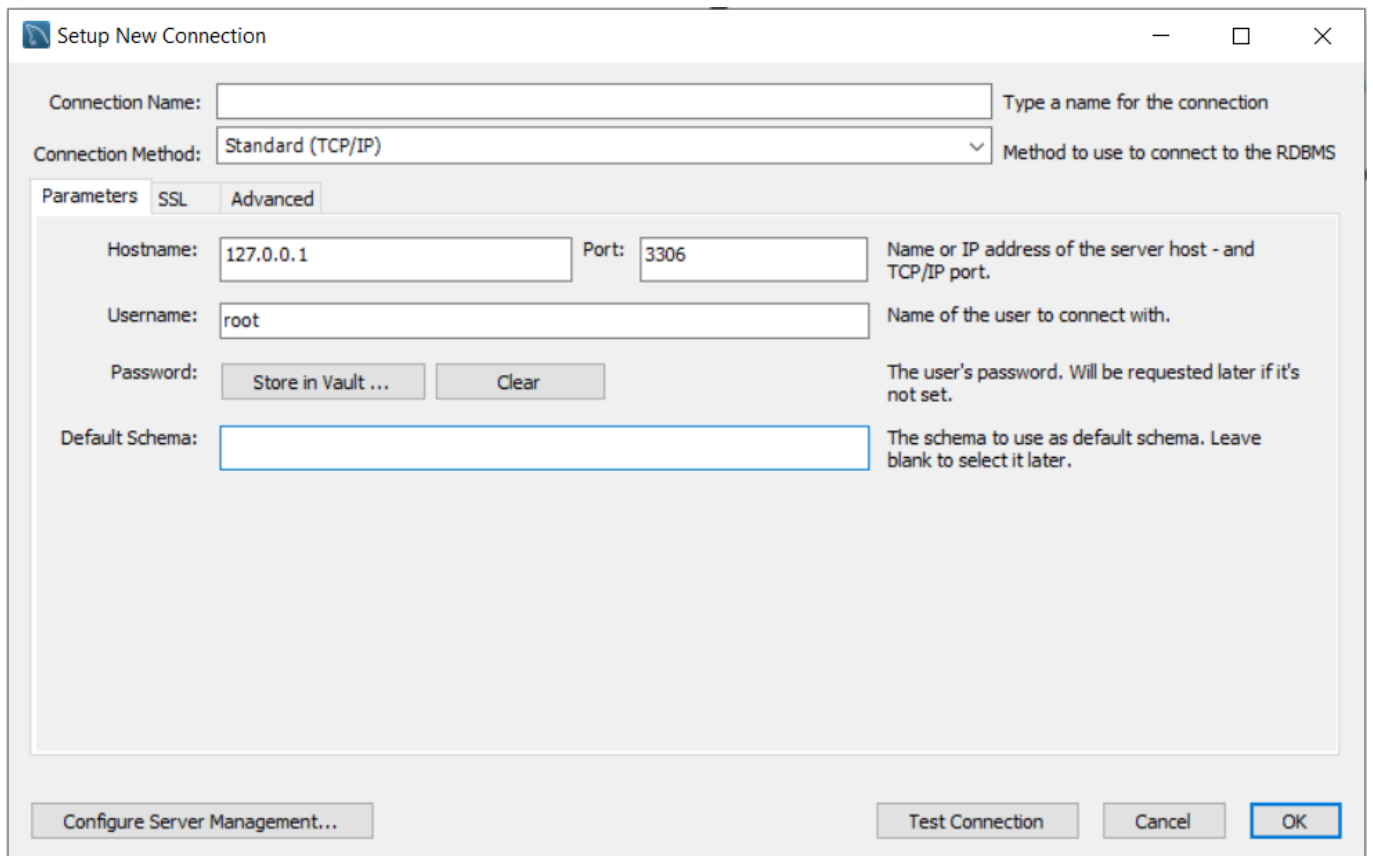 Setup New Connection
Connection Name:
Type a name for the connection
Connection Method:
Standard (TCP/IP)
Method to use to connect to the RDBMS
Parameters
SSL
Advanced
Hostname:
127.0.0.1
Port:
3306
Name or IP address of the server host - and
TCP/IP port.
Username:
root
Name of the user to connect with.
Password:
Store in Vault ...
Clear
The user's password. Will be requested later if it's
not set.
Default Schema:
The schema to use as default schema. Leave
blank to select it later.
Configure Server Management...
Test Connection
Cancel
OK